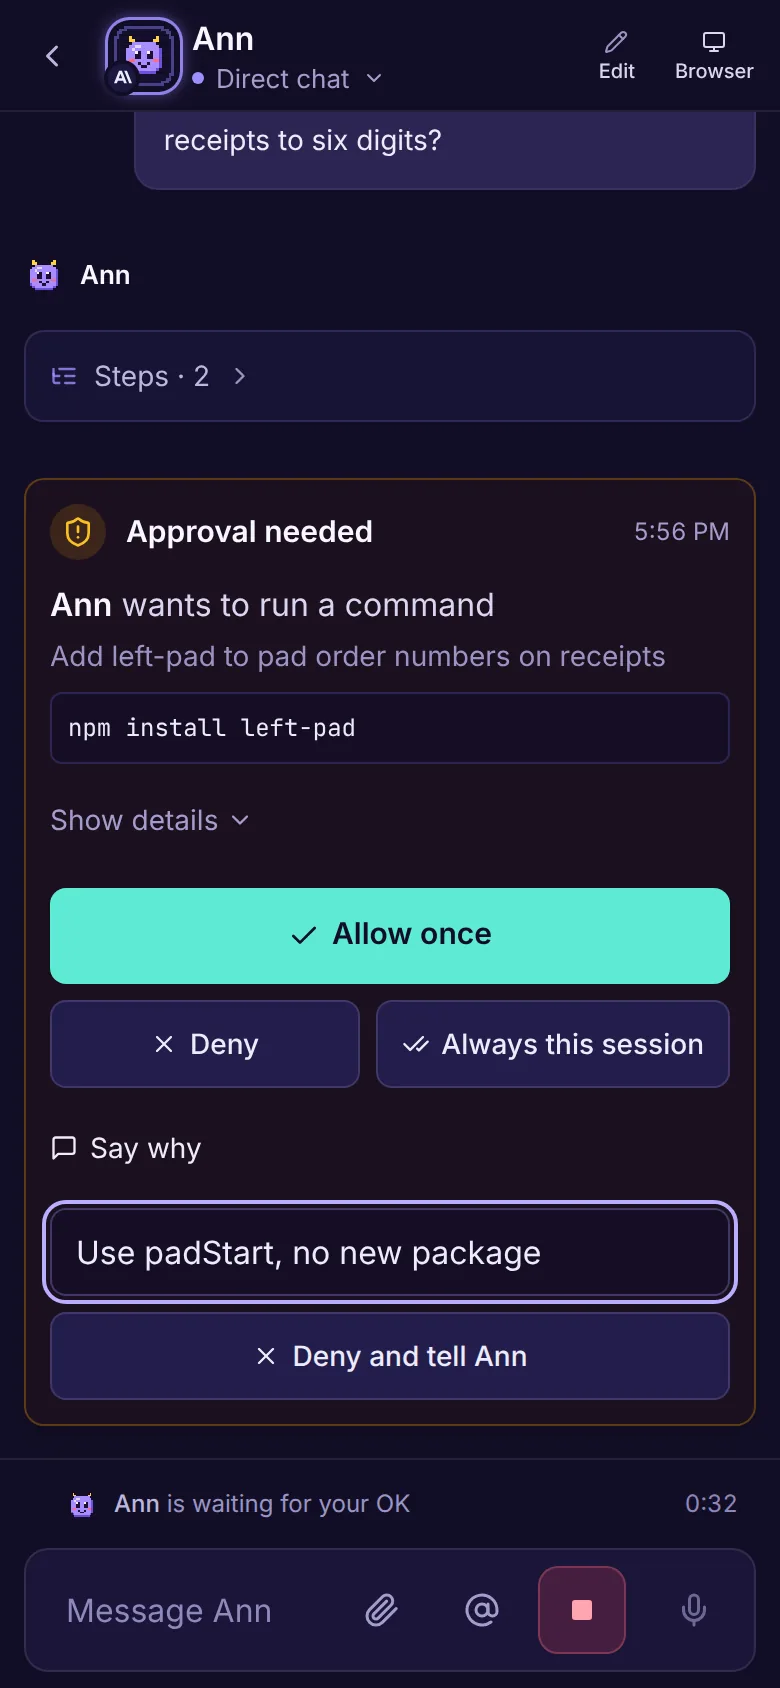 Ann
Direct chat
Edit
Browser
receipts to six digits?
Ann
Steps · 2
Approval needed
5:56 PM
Ann wants to run a command
Add left-pad to pad order numbers on receipts
npm install left-pad
Show details
Allow once
Deny
Always this session
Say why
Use padStart, no new package
Deny and tell Ann
Ann is waiting for your OK
0:32
Message Ann